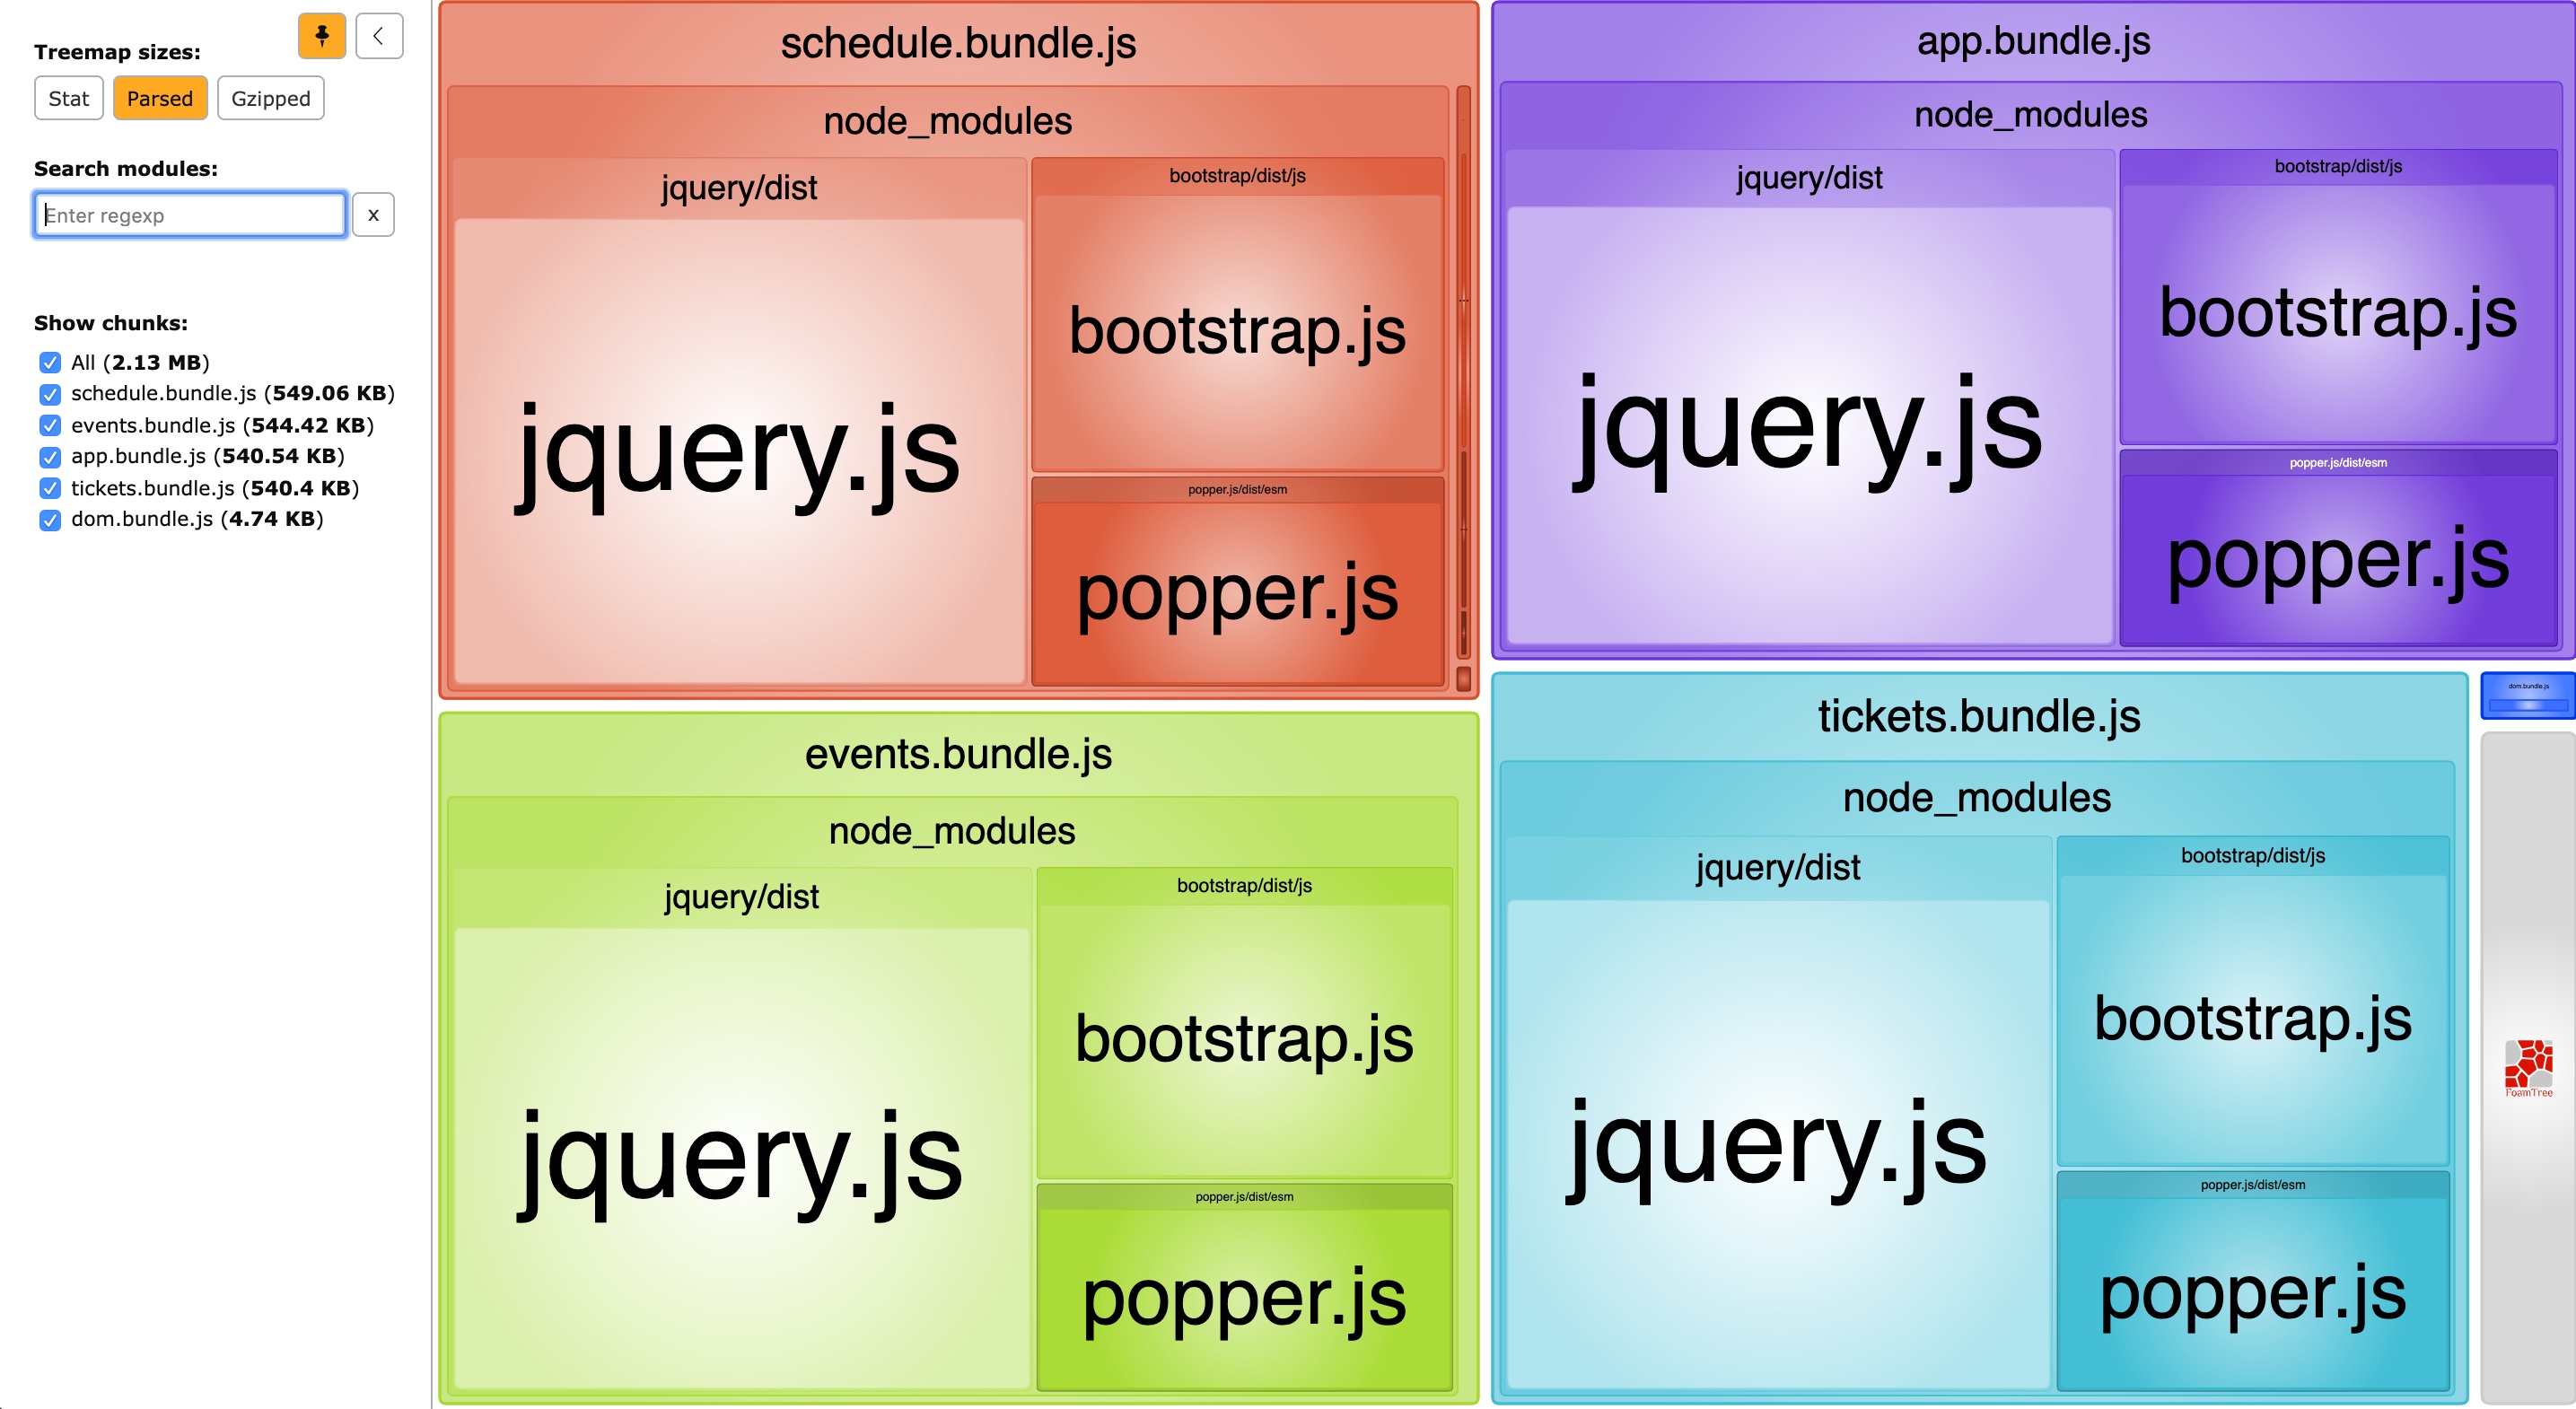 Treemap sizes:
Stat
Parsed
Gzipped
Search modules:
Enter regexp
x
Show chunks:
All (2.13 MB)
schedule.bundle.js (549.06 KB)
events.bundle.js (544.42 KB)
app.bundle.js (540.54 KB)
tickets.bundle.js (540.4 KB)
dom.bundle.js (4.74 KB)
schedule.bundle.js
node_modules
jquery/dist
jquery.js
bootstrap/dist/js
bootstrap.js
popper.js/dist/esm
popper.js
...
app.bundle.js
node_modules
jquery/dist
jquery.js
bootstrap/dist/js
bootstrap.js
popper.js/dist/esm
popper.js
events.bundle.js
node_modules
jquery/dist
jquery.js
bootstrap/dist/js
bootstrap.js
popper.js/dist/esm
popper.js
tickets.bundle.js
node_modules
jquery/dist
jquery.js
bootstrap/dist/js
bootstrap.js
popper.js/dist/esm
popper.js
dom.bundle.js
FoamTree